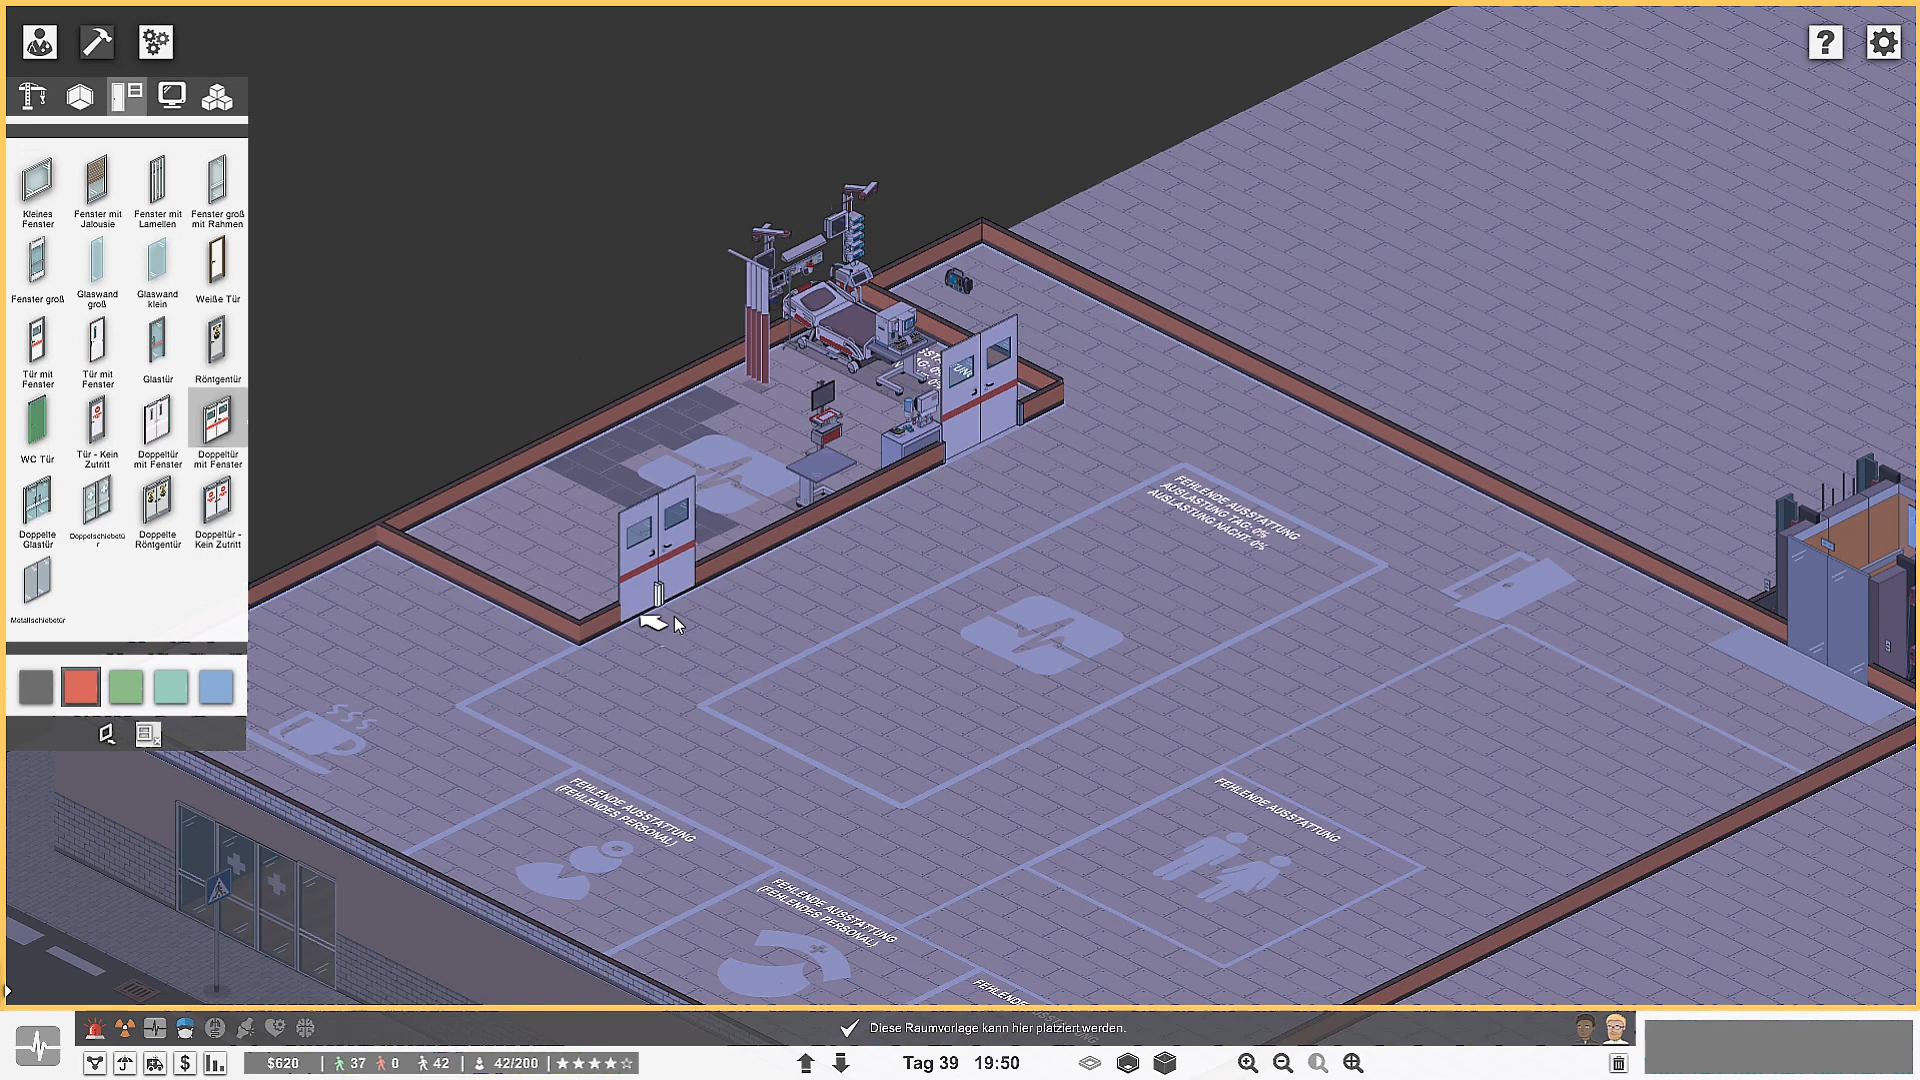 Kleines
Fenster
Fenster mit
Jalousie
Fenster mit
Lamellen
Fenster groß
mit Rahmen
Fenster groß
Glaswand
groß
Glaswand
klein
Weiße Tür
Tür mit
Fenster
Tür mit
Fenster
Glastür
Röntgentür
WC Tür
Tür - Kein
Zutritt
Doppeltür
mit Fenster
Doppeltür
mit Fenster
Doppelte
Glastür
Doppelschiebetü
r
Doppelte
Röntgentür
Doppeltür -
Kein Zutritt
Metallschiebetür
FEHLENDE AUSSTATTUNG
AUSLASTUNG TAG: 0%
AUSLASTUNG NACHT: 0%
FEHLENDE AUSSTATTUNG
(FEHLENDES PERSONAL)
FEHLENDE AUSSTATTUNG
FEHLENDE AUSSTATTUNG
(FEHLENDES PERSONAL)
FEHLENDE
Diese Raumvorlage kann hier platziert werden.
$620
37
0
42
42/200
Tag 39 19:50